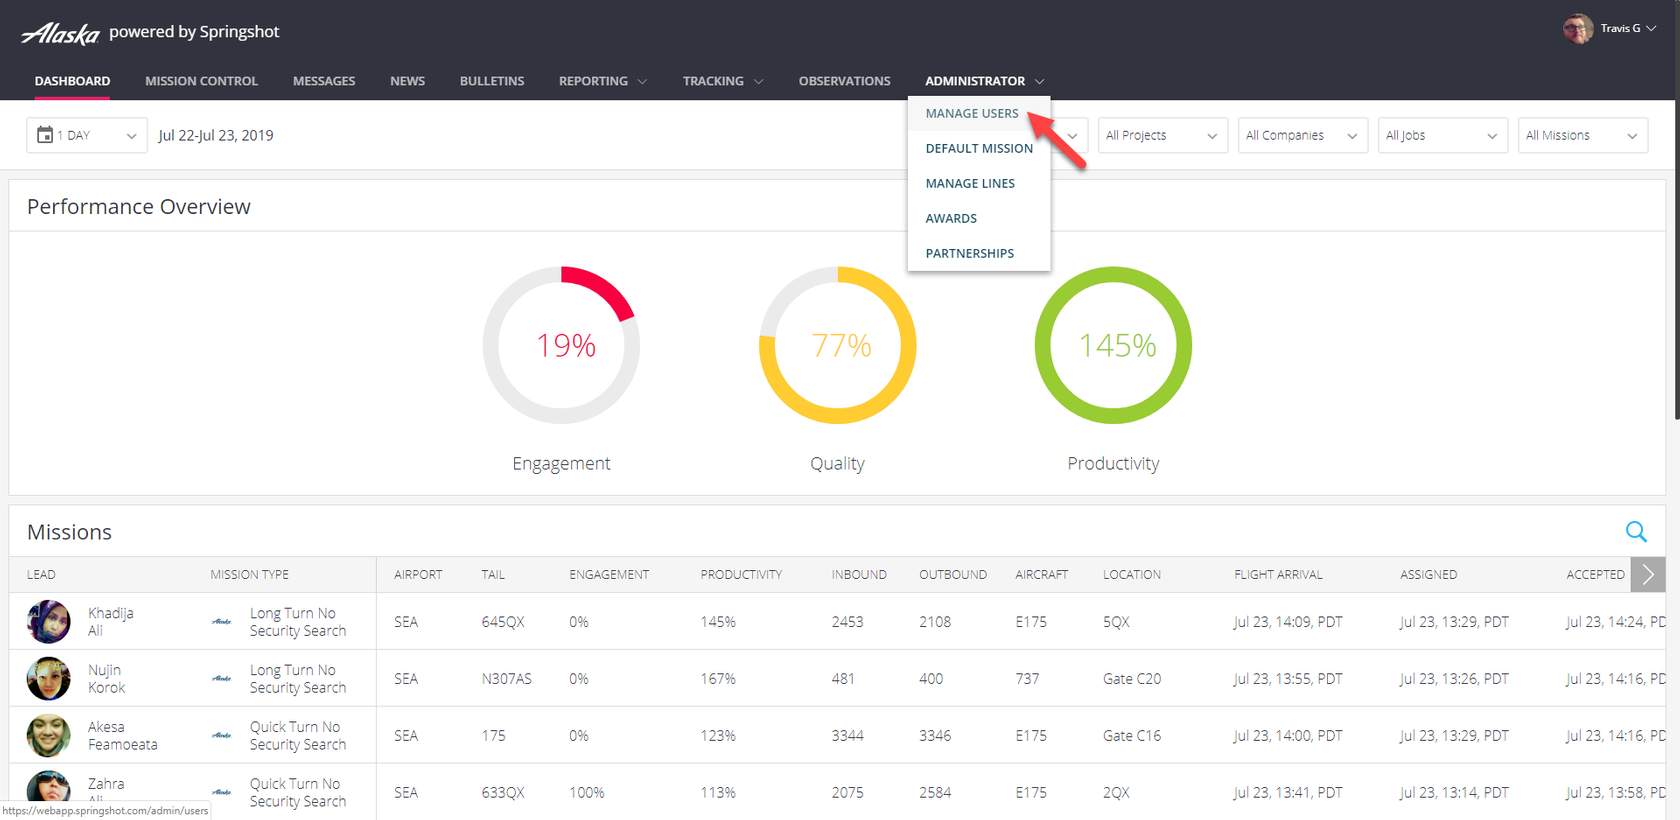 Alaska powered by Springshot
Travis G
DASHBOARD MISSION CONTROL MESSAGES NEWS BULLETINS REPORTING TRACKING OBSERVATIONS ADMINISTRATOR
MANAGE USERS
DEFAULT MISSION
MANAGE LINES
AWARDS
PARTNERSHIPS
1 DAY Jul 22-Jul 23, 2019 All Projects All Companies All Jobs All Missions
Performance Overview
19% 77% 145%
Engagement Quality Productivity
Missions
LEAD MISSION TYPE AIRPORT TAIL ENGAGEMENT PRODUCTIVITY INBOUND OUTBOUND AIRCRAFT LOCATION FLIGHT ARRIVAL ASSIGNED ACCEPTED
Khadija Ali Alaska Long Turn No Security Search SEA 645QX 0% 145% 2453 2108 E175 5QX Jul 23, 14:09, PDT Jul 23, 13:29, PDT Jul 23, 14:24, PD
Nujin Korok Alaska Long Turn No Security Search SEA N307AS 0% 167% 481 400 737 Gate C20 Jul 23, 13:55, PDT Jul 23, 13:26, PDT Jul 23, 14:16, PD
Akesa Feamoeata Alaska Quick Turn No Security Search SEA 175 0% 123% 3344 3346 E175 Gate C16 Jul 23, 14:00, PDT Jul 23, 13:29, PDT Jul 23, 14:16, PD
Zahra Ali Alaska Quick Turn No Security Search SEA 633QX 100% 113% 2075 2584 E175 2QX Jul 23, 13:41, PDT Jul 23, 13:14, PDT Jul 23, 13:58, PD
https://webapp.springshot.com/admin/users